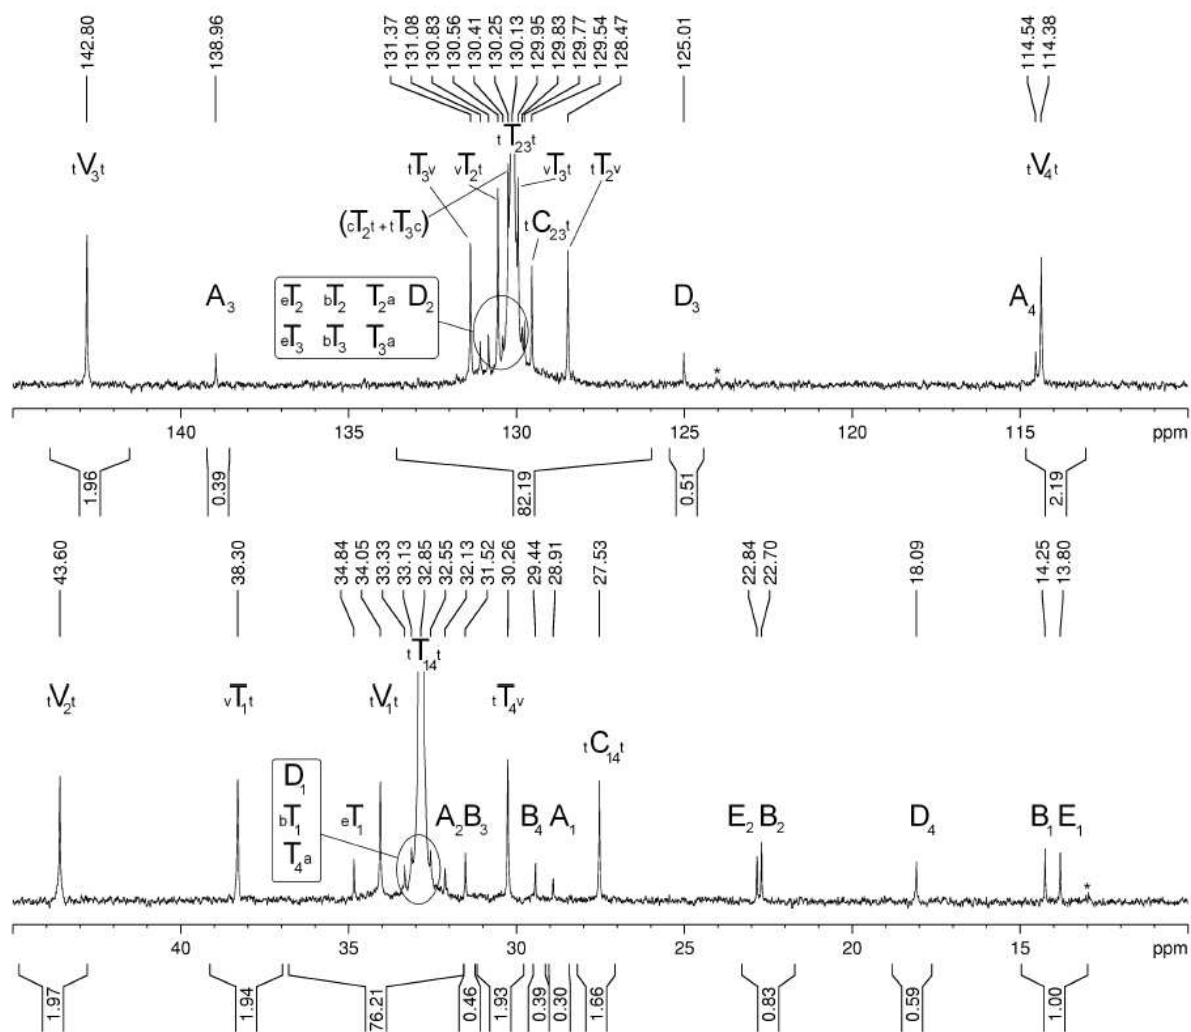 142.80
138.96
131.37
131.08
130.83
130.56
130.41
130.25
130.13
129.95
129.83
129.77
129.54
128.47
125.01
114.54
114.38
tT23t
tV3t
tT3v
vT2t
vT3t
tT2v
tV4t
(cT2t + tT3c)
tC23t
A3
eT2 bT2 T2a D2
eT3 bT3 T3a
D3
A4
*
140 135 130 125 120 115 ppm
1.96
0.39
82.19
0.51
2.19
43.60
38.30
34.84
34.05
33.33
33.13
32.85
32.55
32.13
31.52
30.26
29.44
28.91
27.53
22.84
22.70
18.09
14.25
13.80
tT14t
tV2t
vT1t
tV1t
tT4v
tC14t
D1
bT1
T4a
eT1
A2 B3
B4 A1
E2 B2
D4
B1 E1
*
40 35 30 25 20 15 ppm
1.97
1.94
76.21
0.46
1.93
0.39
0.30
1.66
0.83
0.59
1.00